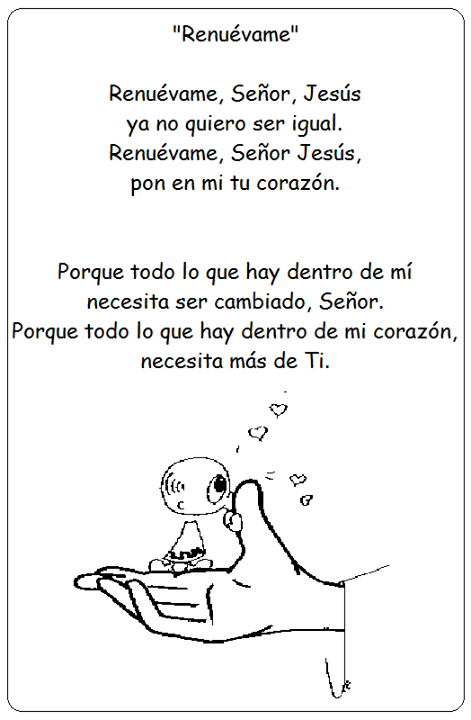 "Renuévame"
Renuévame, Señor, Jesús
ya no quiero ser igual.
Renuévame, Señor Jesús,
pon en mi tu corazón.
Porque todo lo que hay dentro de mí
necesita ser cambiado, Señor.
Porque todo lo que hay dentro de mi corazón,
necesita más de Ti.